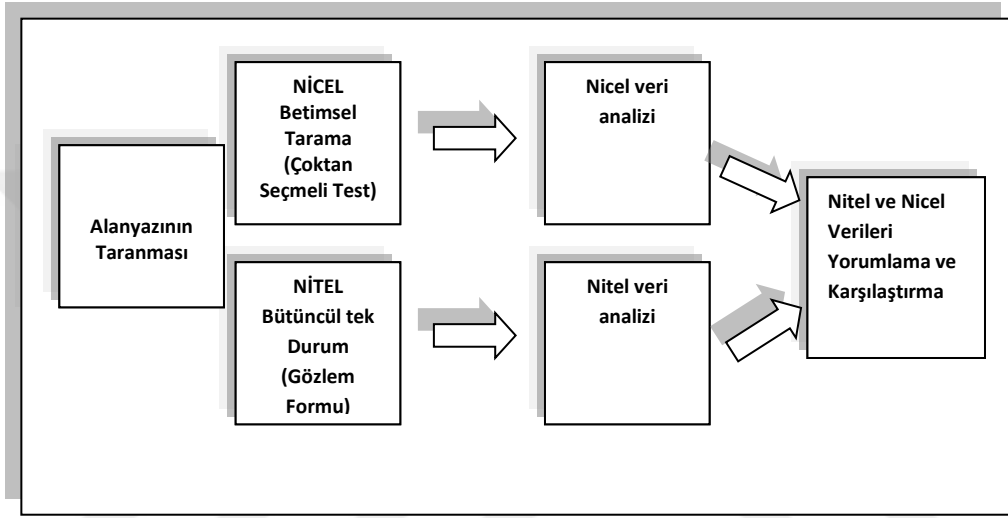 Alanyazının
Taranması
NİCEL
Betimsel
Tarama
(Çoktan
Seçmeli Test)
Nicel veri
analizi
NİTEL
Bütüncül tek
Durum
(Gözlem
Formu)
Nitel veri
analizi
Nitel ve Nicel
Verileri
Yorumlama ve
Karşılaştırma